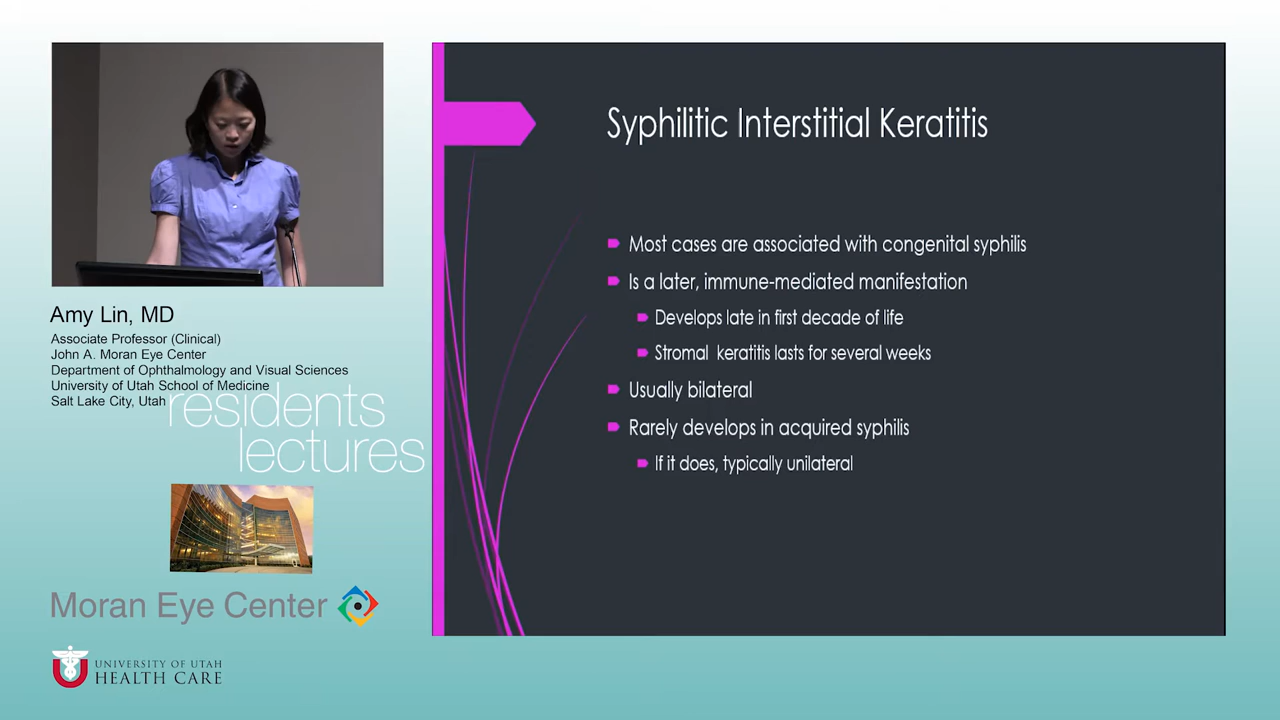 Amy Lin, MD
Associate Professor (Clinical)
John A. Moran Eye Center
Department of Ophthalmology and Visual Sciences
University of Utah School of Medicine
Salt Lake City, Utah
residents
lectures
Moran Eye Center
UNIVERSITY OF UTAH
HEALTH CARE
Syphilitic Interstitial Keratitis
Most cases are associated with congenital syphilis
Is a later, immune-mediated manifestation
Develops late in first decade of life
Stromal keratitis lasts for several weeks
Usually bilateral
Rarely develops in acquired syphilis
If it does, typically unilateral